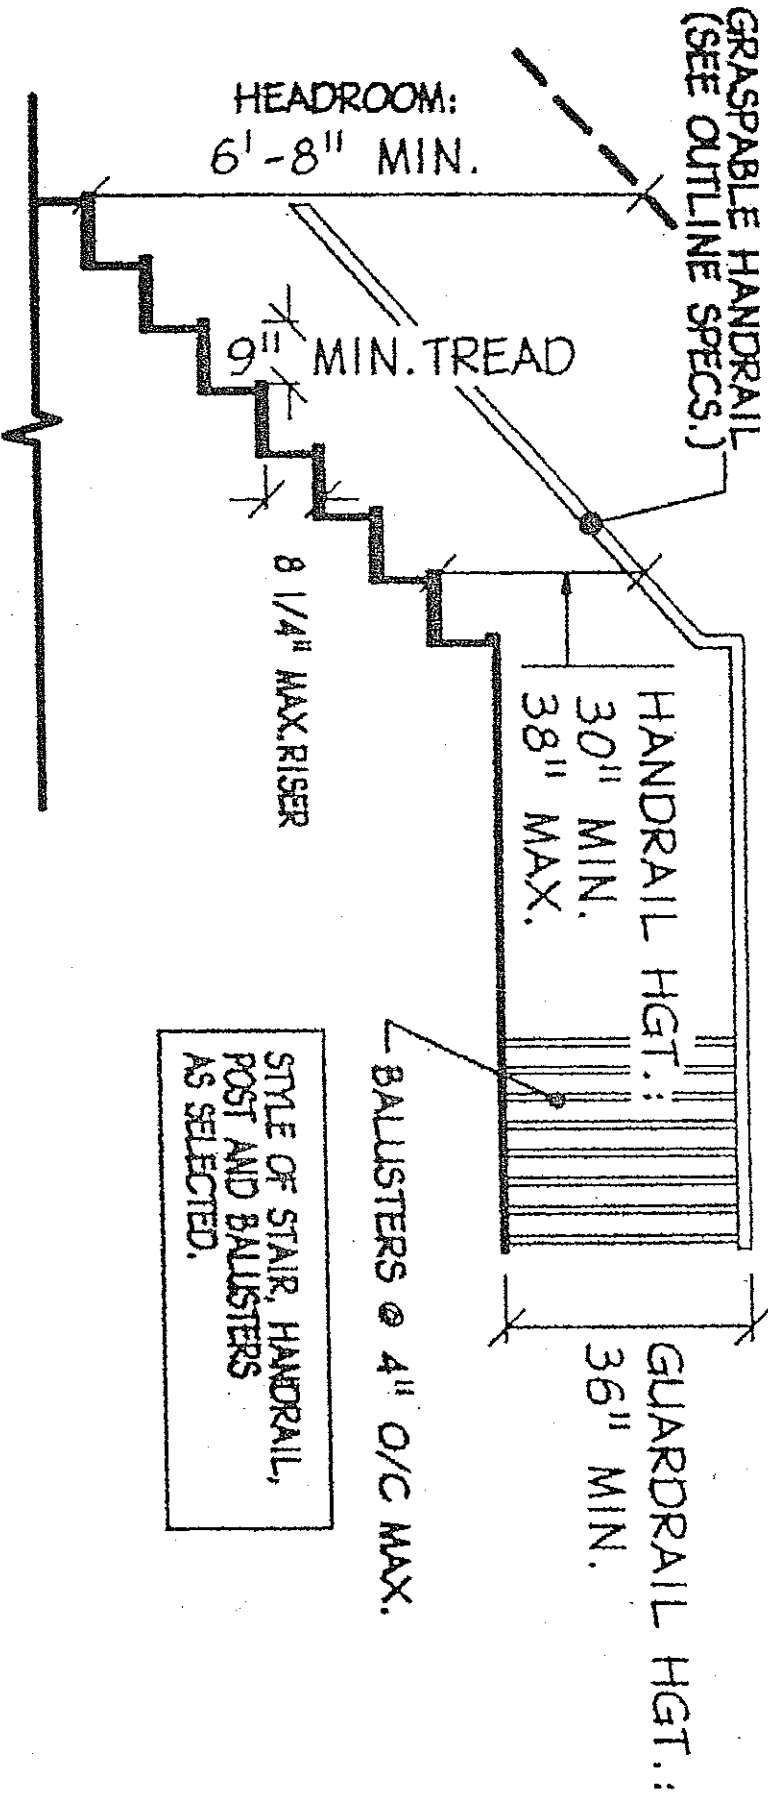 GRASPABLE HANDRAIL
(SEE OUTLINE SPECS.)
HEADROOM:
6'-8" MIN.
9" MIN. TREAD
8 1/4" MAX. RISER
HANDRAIL HGT.:
30" MIN.
38" MAX.
BALUSTERS @ 4" O/C MAX.
GUARDRAIL HGT.:
36" MIN.
STYLE OF STAIR, HANDRAIL,
POST AND BALUSTERS
AS SELECTED.